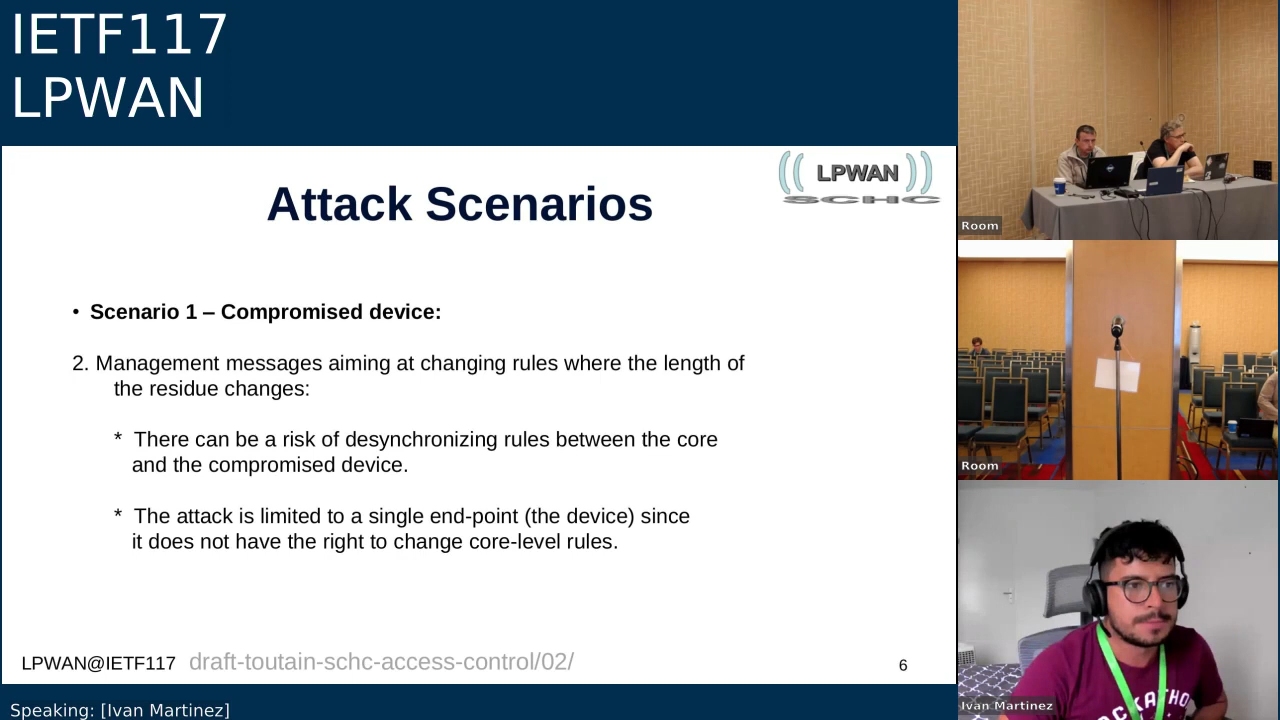 IETF117
LPWAN
LPWAN
SCHC
Attack Scenarios
• Scenario 1 – Compromised device:
2. Management messages aiming at changing rules where the length of
the residue changes:
* There can be a risk of desynchronizing rules between the core
and the compromised device.
* The attack is limited to a single end-point (the device) since
it does not have the right to change core-level rules.
LPWAN@IETF117 draft-toutain-schc-access-control/02/
6
Speaking: [Ivan Martinez]
Room
Room
Ivan Martinez